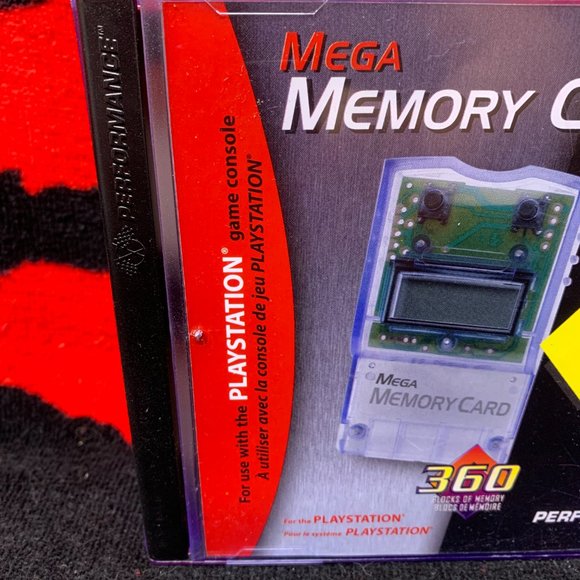 PERFORMANCE™
For use with the PLAYSTATION® game console
A utiliser avec la console de jeu PLAYSTATION®
MEGA
MEMORY C
MEGA
MEMORY CARD
360
BLOCKS OF MEMORY
BLOCS DE MÉMOIRE
For the PLAYSTATION®
Pour le système PLAYSTATION®
PERF